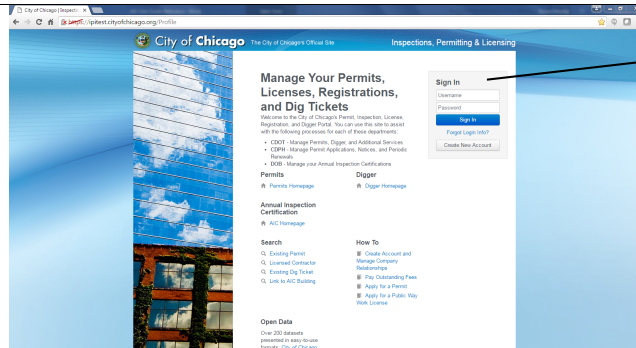 City of Chicago | Inspecti
https://ipitest.cityofchicago.org/Profile
City of Chicago The City of Chicago's Official Site
Inspections, Permitting & Licensing
Manage Your Permits,
Licenses, Registrations,
and Dig Tickets
Welcome to the City of Chicago's Permit, Inspection, License,
Registration, and Digger Portal. You can use this site to assist
with the following processes for each of these departments:
• CDOT - Manage Permits, Digger, and Additional Services
• CDPH - Manage Permit Applications, Notices, and Periodic
Renewals
• DOB - Manage your Annual Inspection Certifications
Permits
Permits Homepage
Digger
Digger Homepage
Annual Inspection
Certification
AIC Homepage
Search
Existing Permit
Licensed Contractor
Existing Dig Ticket
Link to AIC Building
How To
Create Account and
Manage Company
Relationships
Pay Outstanding Fees
Apply for a Permit
Apply for a Public Way
Work License
Open Data
Over 200 datasets
presented in easy-to-use
formats. City of Chicago
Sign In
Username
Password
Sign In
Forgot Login Info?
Create New Account